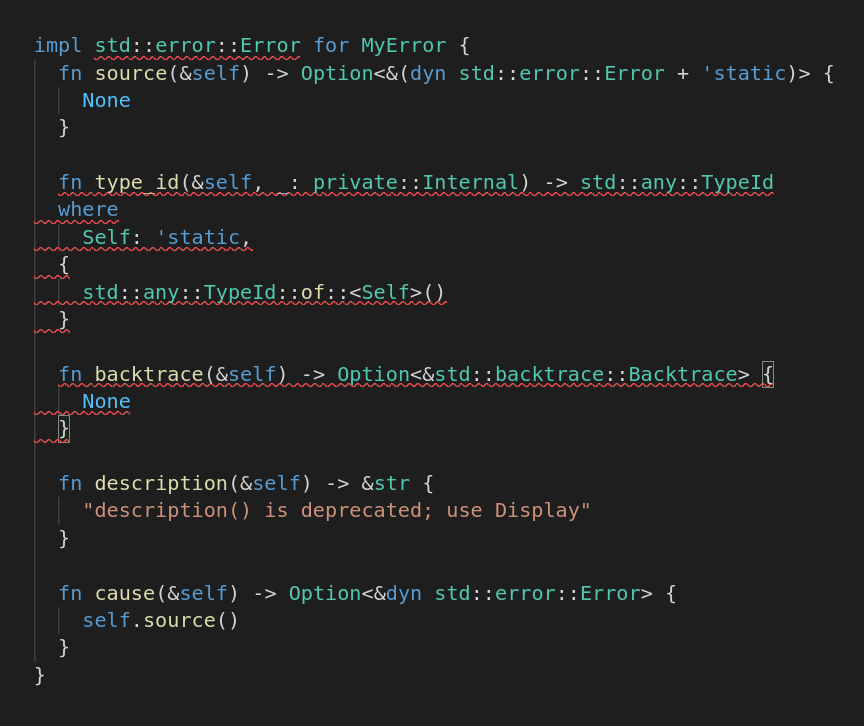 impl std::error::Error for MyError {
  fn source(&self) -> Option<&(dyn std::error::Error + 'static)> {
    None
  }

  fn type_id(&self, _: private::Internal) -> std::any::TypeId
  where
    Self: 'static,
  {
    std::any::TypeId::of::<Self>()
  }

  fn backtrace(&self) -> Option<&std::backtrace::Backtrace> {
    None
  }

  fn description(&self) -> &str {
    "description() is deprecated; use Display"
  }

  fn cause(&self) -> Option<&dyn std::error::Error> {
    self.source()
  }
}